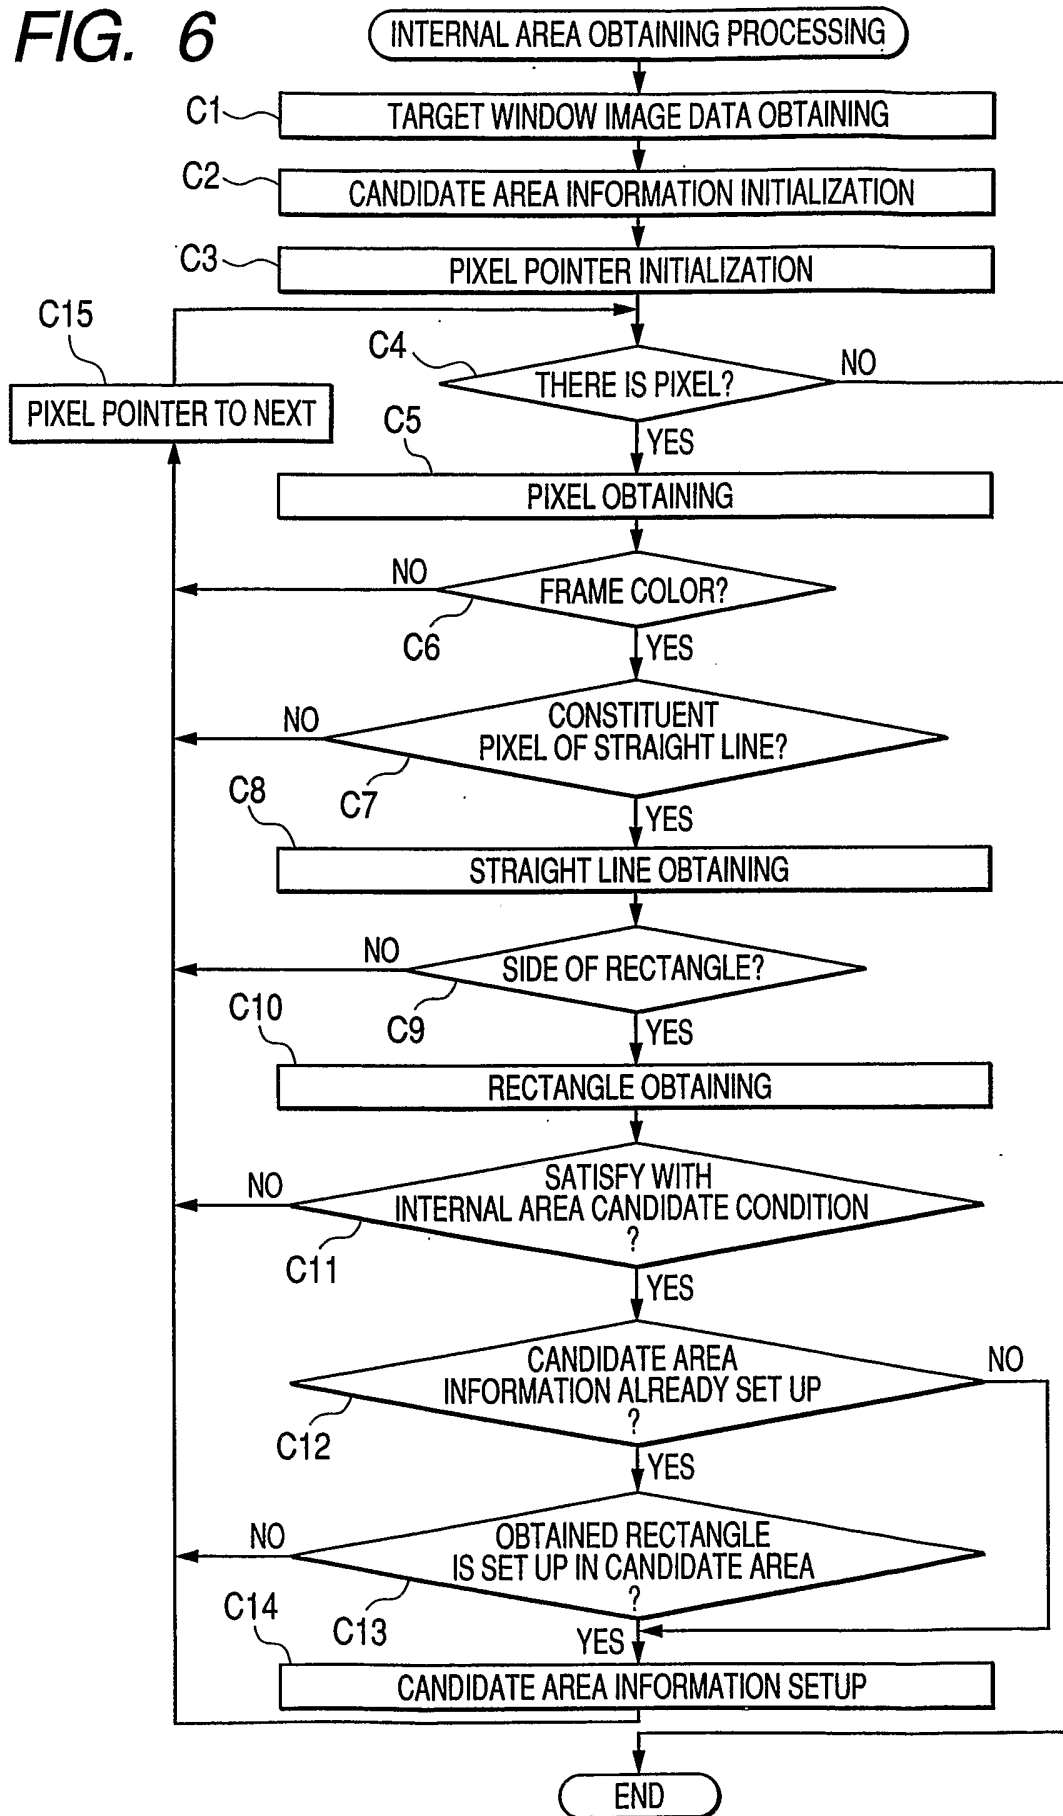 FIG. 6
INTERNAL AREA OBTAINING PROCESSING
C1
TARGET WINDOW IMAGE DATA OBTAINING
C2
CANDIDATE AREA INFORMATION INITIALIZATION
C3
PIXEL POINTER INITIALIZATION
C15
PIXEL POINTER TO NEXT
C4
THERE IS PIXEL?
NO
YES
C5
PIXEL OBTAINING
NO
FRAME COLOR?
C6
YES
NO
CONSTITUENT
PIXEL OF STRAIGHT LINE?
C7
YES
C8
STRAIGHT LINE OBTAINING
NO
SIDE OF RECTANGLE?
C9
YES
C10
RECTANGLE OBTAINING
NO
SATISFY WITH
INTERNAL AREA CANDIDATE CONDITION
?
C11
YES
CANDIDATE AREA
INFORMATION ALREADY SET UP
?
NO
C12
YES
NO
OBTAINED RECTANGLE
IS SET UP IN CANDIDATE AREA
?
C13
YES
C14
CANDIDATE AREA INFORMATION SETUP
END